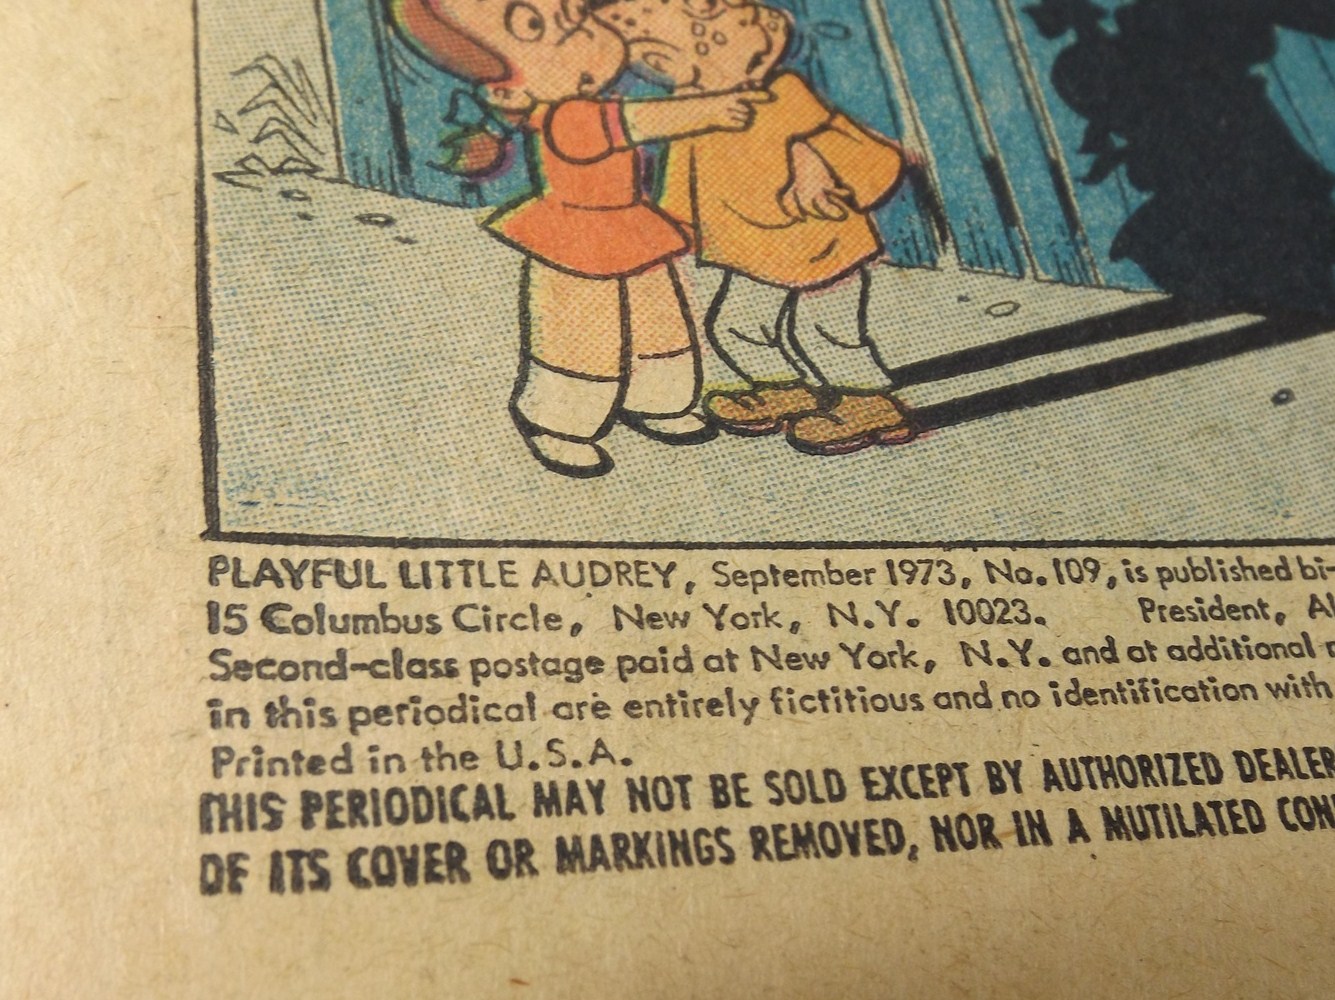 PLAYFUL LITTLE AUDREY, September 1973, No. 109, is published bi-
15 Columbus Circle, New York, N.Y. 10023. President, Al
Second-class postage paid at New York, N.Y. and at additional
in this periodical are entirely fictitious and no identification with
Printed in the U.S.A.
THIS PERIODICAL MAY NOT BE SOLD EXCEPT BY AUTHORIZED DEALER
OF ITS COVER OR MARKINGS REMOVED, NOR IN A MUTILATED CON